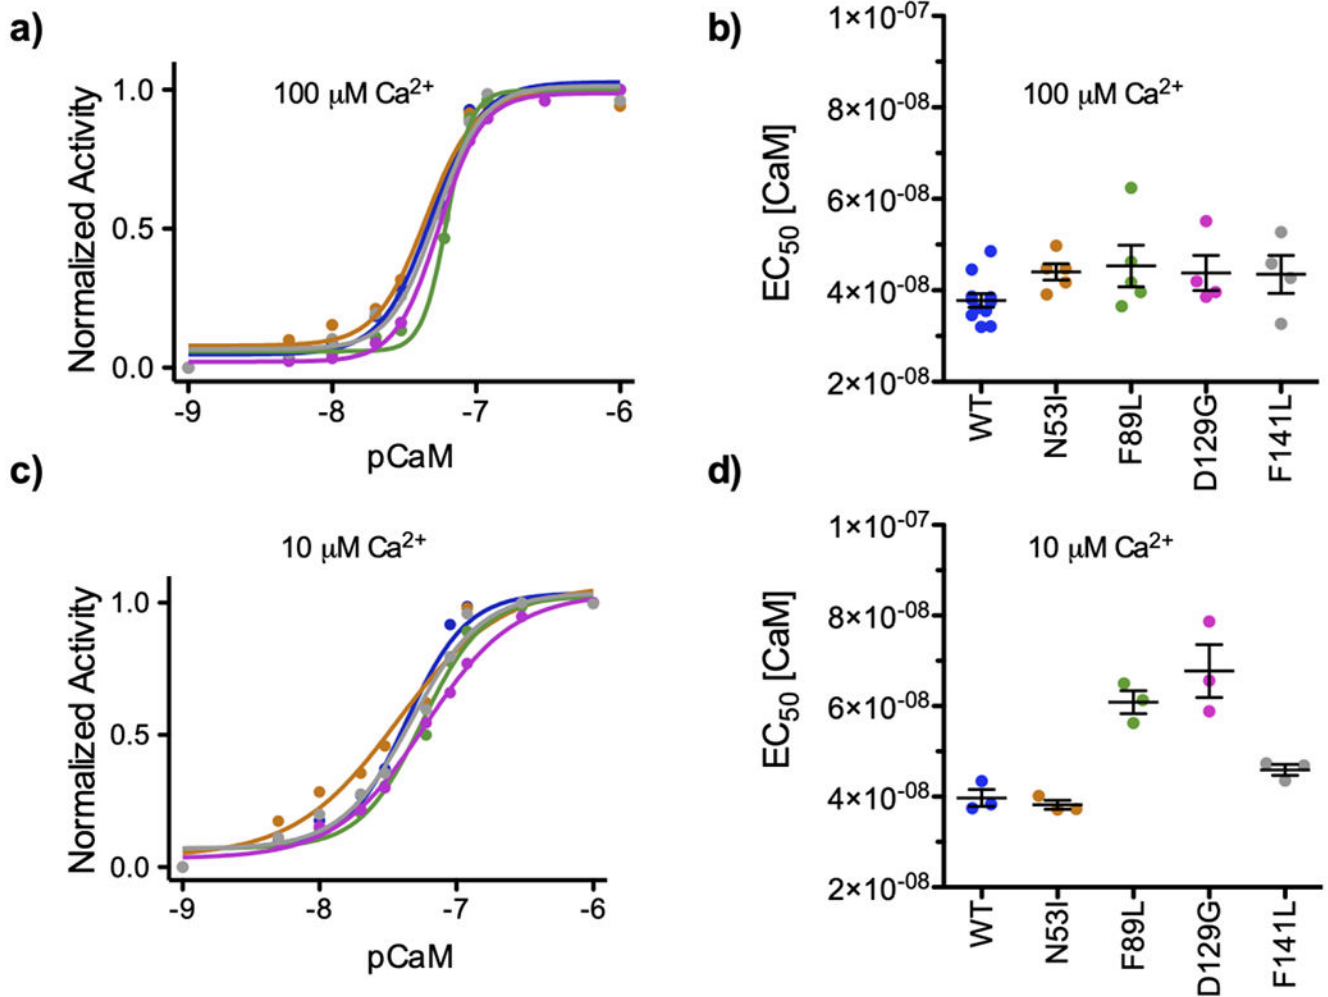 a)
100 μM Ca²⁺
Normalized Activity
1.0
0.5
0.0
-9 -8 -7 -6
pCaM
b)
100 μM Ca²⁺
EC₅₀ [CaM]
1×10⁻⁰⁷
8×10⁻⁰⁸
6×10⁻⁰⁸
4×10⁻⁰⁸
2×10⁻⁰⁸
WT N53I F89L D129G F141L
c)
10 μM Ca²⁺
Normalized Activity
1.0
0.5
0.0
-9 -8 -7 -6
pCaM
d)
10 μM Ca²⁺
EC₅₀ [CaM]
1×10⁻⁰⁷
8×10⁻⁰⁸
6×10⁻⁰⁸
4×10⁻⁰⁸
2×10⁻⁰⁸
WT N53I F89L D129G F141L